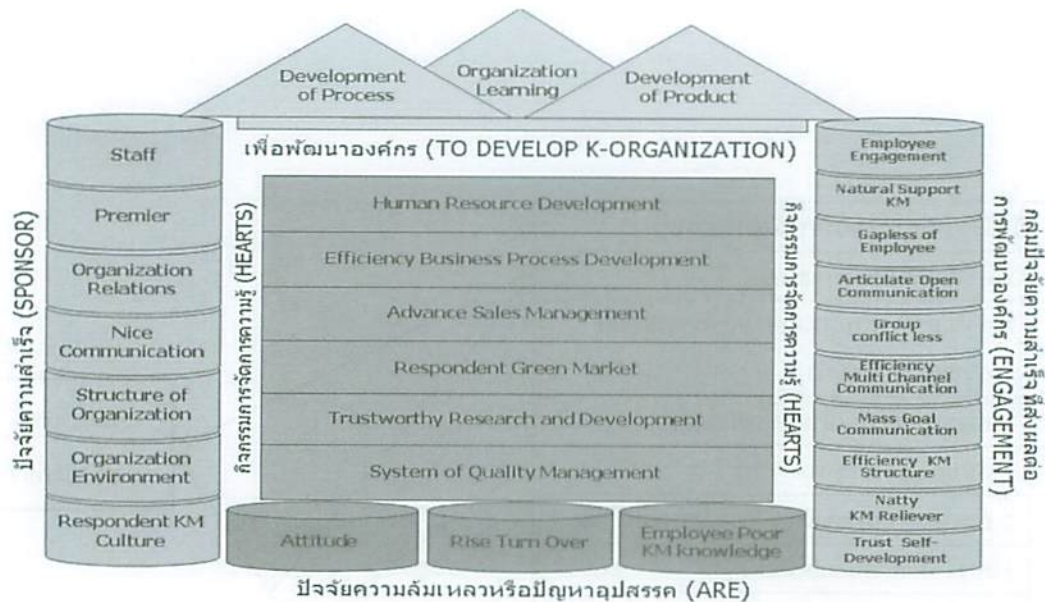 Development
of Process
Organization
Learning
Development
of Product
เพื่อพัฒนาองค์กร (TO DEVELOP K-ORGANIZATION)
ปัจจัยความสำเร็จ (SPONSOR)
Staff
Premier
Organization
Relations
Nice
Communication
Structure of
Organization
Organization
Environment
Respondent KM
Culture
กิจกรรมการจัดการความรู้ (HEARTS)
Human Resource Development
Efficiency Business Process Development
Advance Sales Management
Respondent Green Market
Trustworthy Research and Development
System of Quality Management
กิจกรรมการจัดการความรู้ (HEARTS)
Attitude
Rise Turn Over
Employee Poor
KM knowledge
ปัจจัยความล้มเหลวหรือปัญหาอุปสรรค (ARE)
Employee
Engagement
Natural Support
KM
Gapless of
Employee
Articulate Open
Communication
Group
conflict less
Efficiency
Multi Channel
Communication
Mass Goal
Communication
Efficiency KM
Structure
Natty
KM Reliever
Trust Self-
Development
กลุ่มปัจจัยความสำเร็จที่ส่งผลต่อ
การพัฒนาองค์กร (ENGAGEMENT)